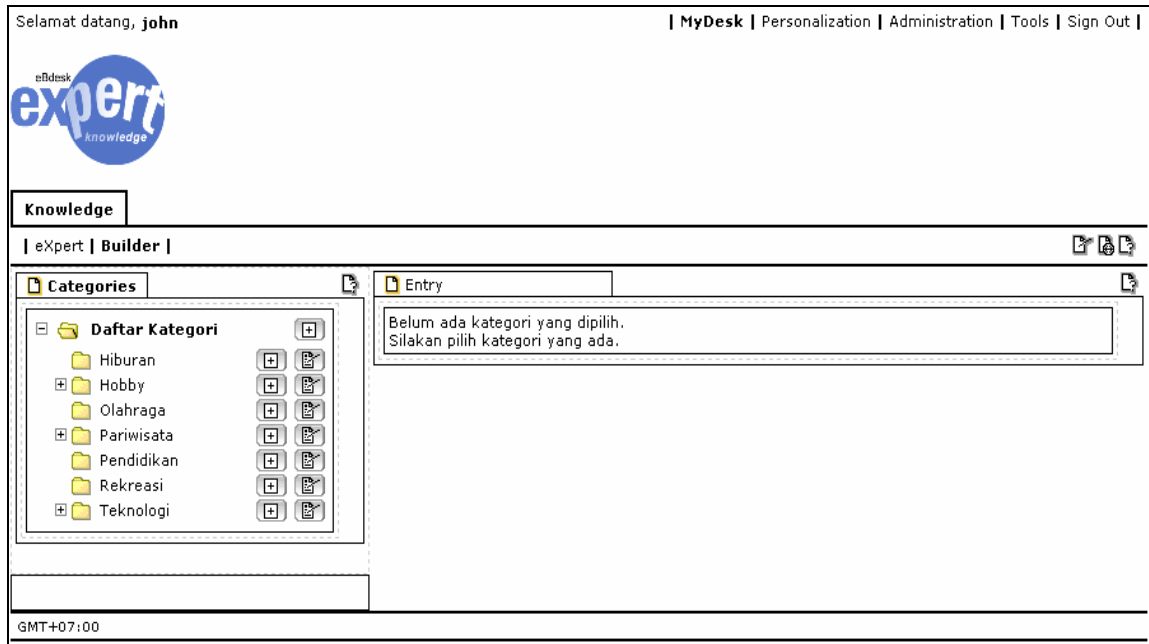 Selamat datang, john
| MyDesk | Personalization | Administration | Tools | Sign Out |
eBdesk
expert
knowledge
Knowledge
| eXpert | Builder |
Categories
Daftar Kategori
Hiburan
Hobby
Olahraga
Pariwisata
Pendidikan
Rekreasi
Teknologi
Entry
Belum ada kategori yang dipilih.
Silakan pilih kategori yang ada.
GMT+07:00